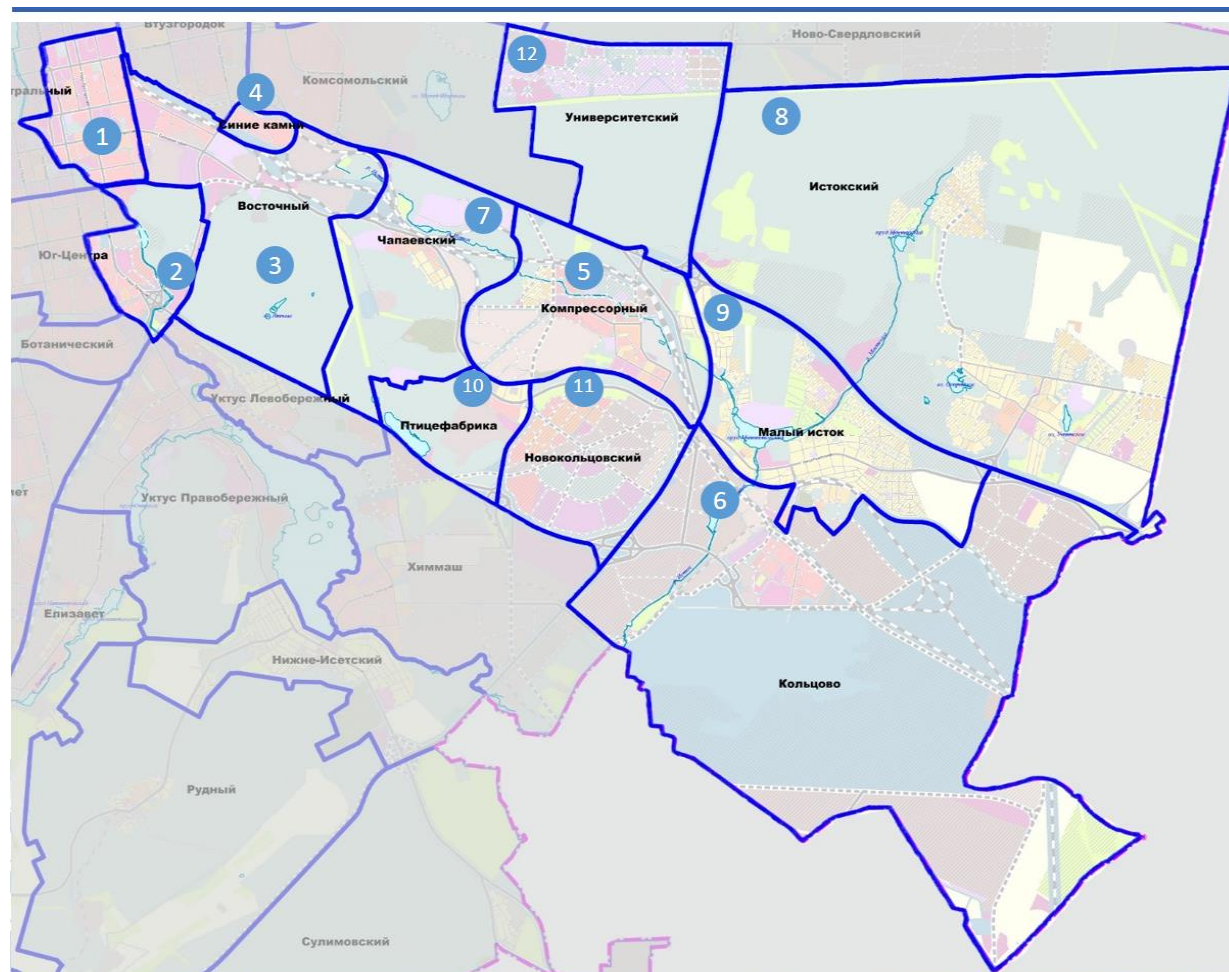 Втузгородок
Ново-Свердловский
12
Комсомольский
4
тральный
Синие камни
Университетский
8
1
Истокский
Восточный
7
Чапаевский
Юг-Центра
2
3
5
Компрессорный
9
Ботанический
10
11
Уктус Левобережный
Птицефабрика
Малый исток
Новокольцовский
Уктус Правобережный
6
Химмаш
Елизавет
Нижне-Исетский
Кольцово
Рудный
Сулимовский